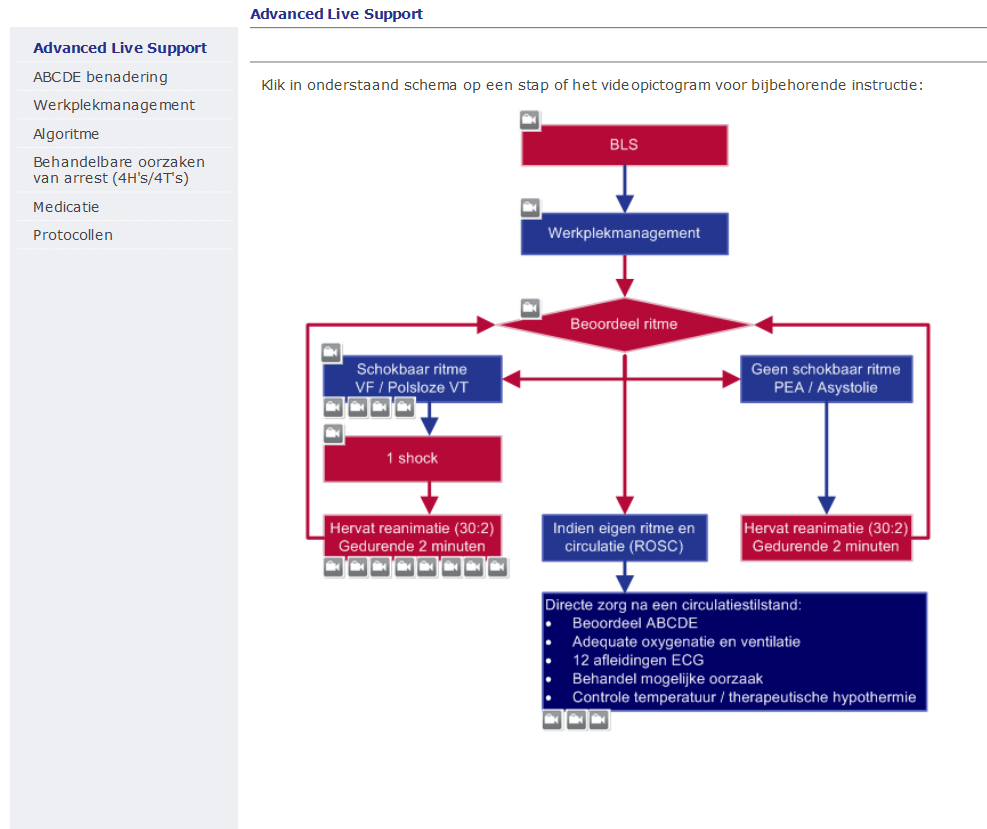 Advanced Live Support
Advanced Live Support
ABCDE benadering
Werkplekmanagement
Algoritme
Behandelbare oorzaken
van arrest (4H's/4T's)
Medicatie
Protocollen
Klik in onderstaand schema op een stap of het videopictogram voor bijbehorende instructie:
BLS
Werkplekmanagement
Beoordeel ritme
Schokbaar ritme
VF / Polsloze VT
Geen schokbaar ritme
PEA / Asystolie
1 shock
Hervat reanimatie (30:2)
Gedurende 2 minuten
Indien eigen ritme en
circulatie (ROSC)
Hervat reanimatie (30:2)
Gedurende 2 minuten
Directe zorg na een circulatiestilstand:
• Beoordeel ABCDE
• Adequate oxygenatie en ventilatie
• 12 afleidingen ECG
• Behandel mogelijke oorzaak
• Controle temperatuur / therapeutische hypothermie